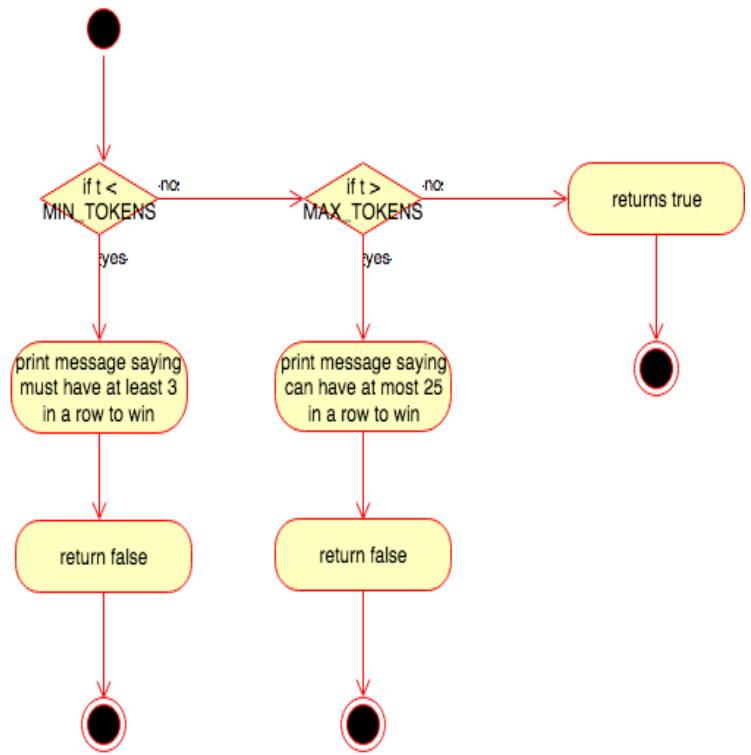 if t <
MIN_TOKENS
no
if t >
MAX_TOKENS
no
returns true
yes
yes
print message saying
must have at least 3
in a row to win
print message saying
can have at most 25
in a row to win
return false
return false